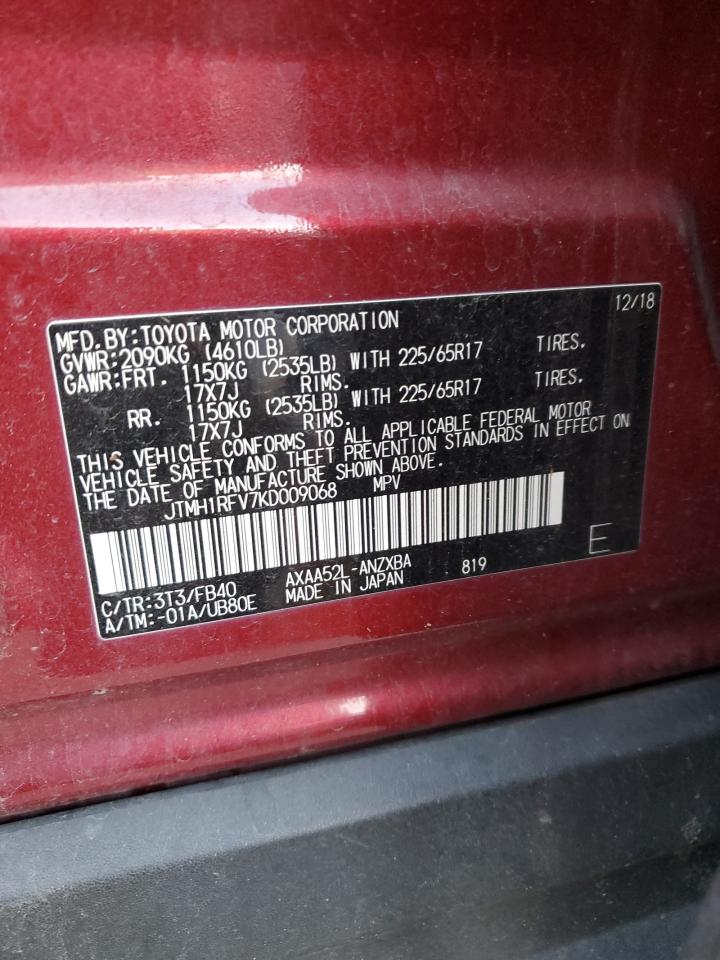 12/18
MFD. BY:TOYOTA MOTOR CORPORATION
GVWR:2090KG (4610LB)
GAWR:FRT. 1150KG (2535LB) WITH 225/65R17 TIRES.
17X7J RIMS.
RR. 1150KG (2535LB) WITH 225/65R17 TIRES.
17X7J RIMS.
THIS VEHICLE CONFORMS TO ALL APPLICABLE FEDERAL MOTOR
VEHICLE SAFETY AND THEFT PREVENTION STANDARDS IN EFFECT ON
THE DATE OF MANUFACTURE SHOWN ABOVE.
JTMH1RFV7KD009068 MPV
C/TR:3T3/FB40 AXAA52L-ANZXBA 819 E
A/TM:-01A/UB80E MADE IN JAPAN